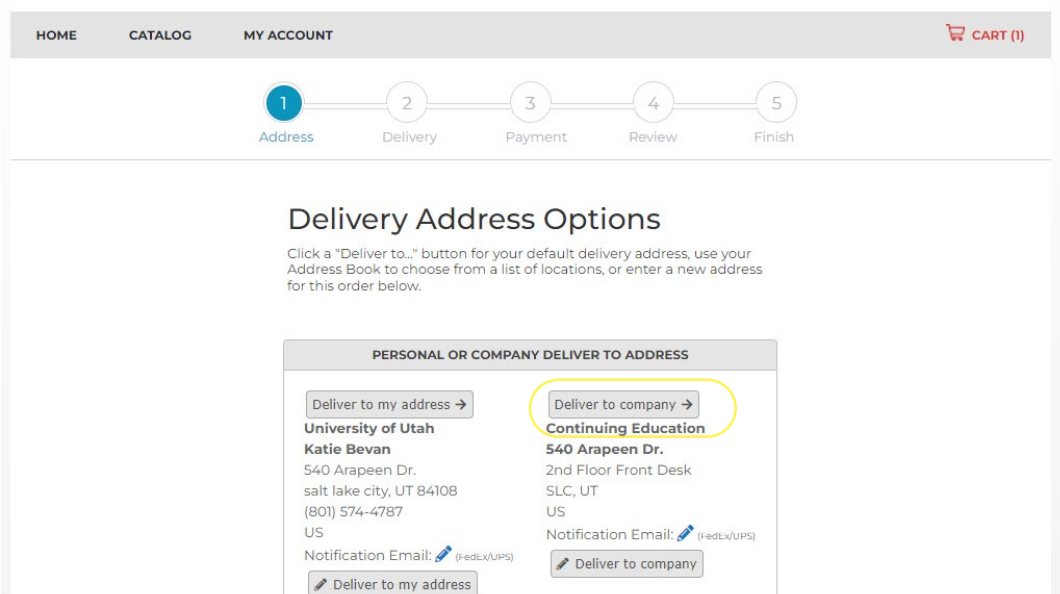 HOME CATALOG MY ACCOUNT CART (1)
1 2 3 4 5
Address Delivery Payment Review Finish
Delivery Address Options
Click a "Deliver to..." button for your default delivery address, use your
Address Book to choose from a list of locations, or enter a new address
for this order below.
PERSONAL OR COMPANY DELIVER TO ADDRESS
Deliver to my address →
University of Utah
Katie Bevan
540 Arapeen Dr.
salt lake city, UT 84108
(801) 574-4787
US
Notification Email: (FedEx/UPS)
Deliver to my address
Deliver to company →
Continuing Education
540 Arapeen Dr.
2nd Floor Front Desk
SLC, UT
US
Notification Email: (FedEx/UPS)
Deliver to company